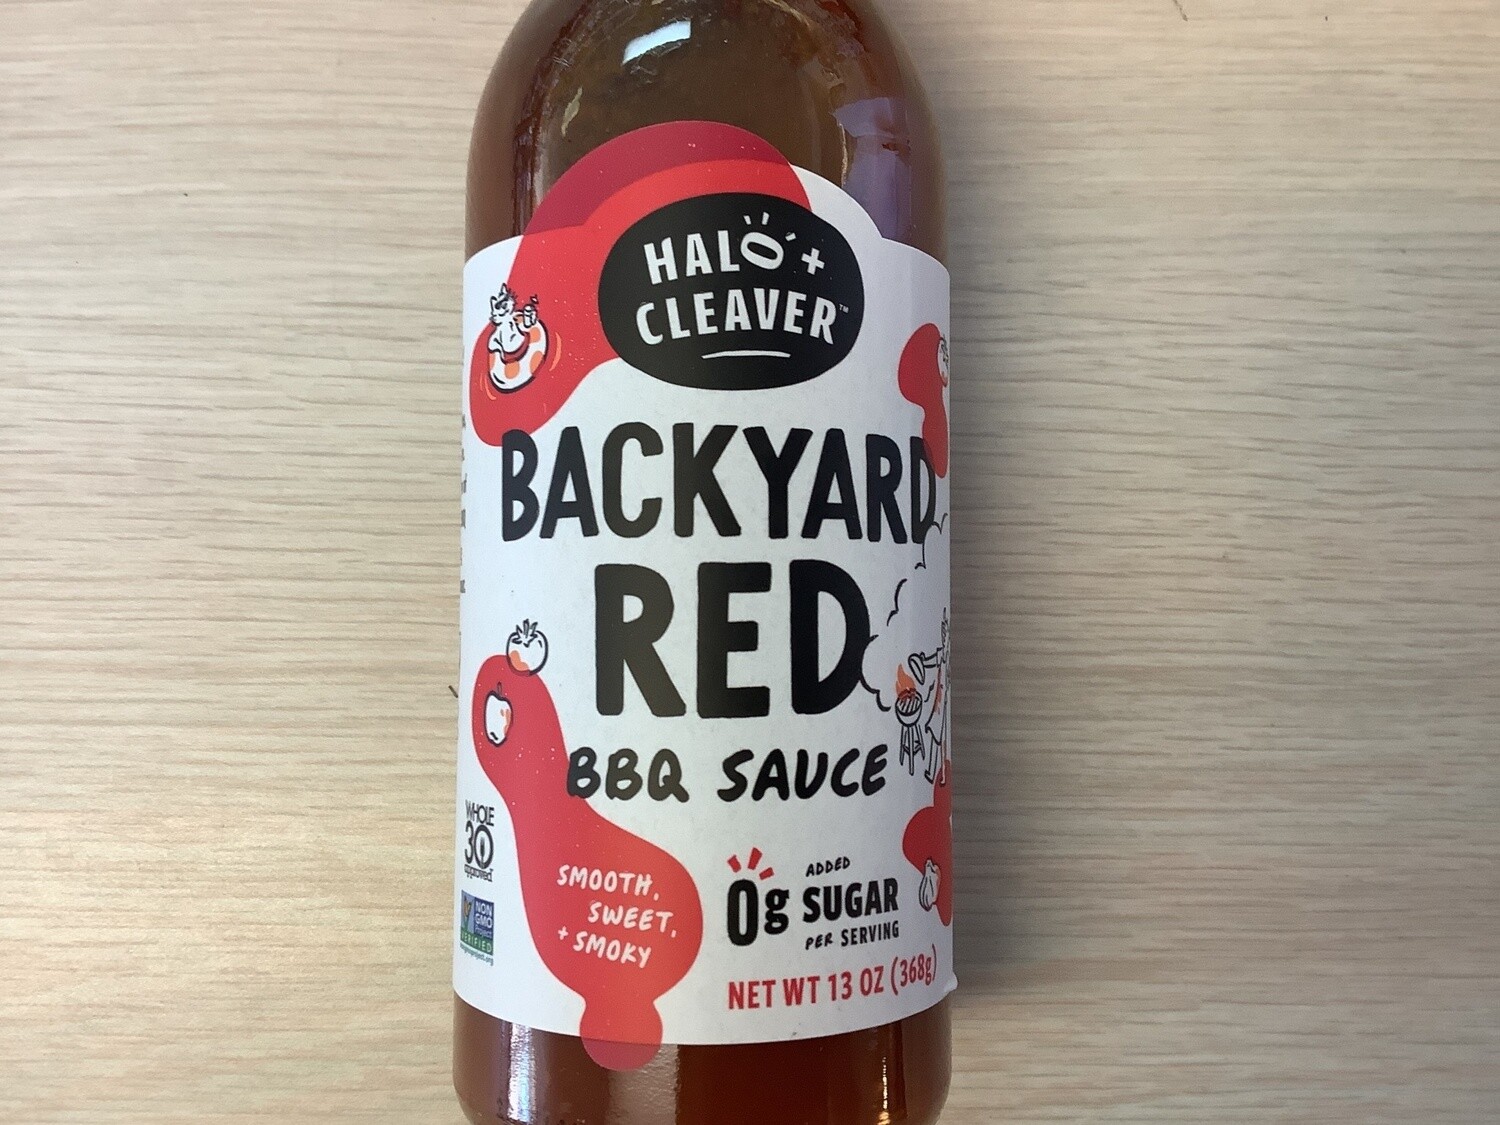 HALO +
CLEAVER™
BACKYARD
RED
BBQ SAUCE
WHOLE
30
approved
NON
GMO
Project
VERIFIED
SMOOTH,
SWEET,
+ SMOKY
0g ADDED
SUGAR
PER SERVING
NET WT 13 OZ (368g)